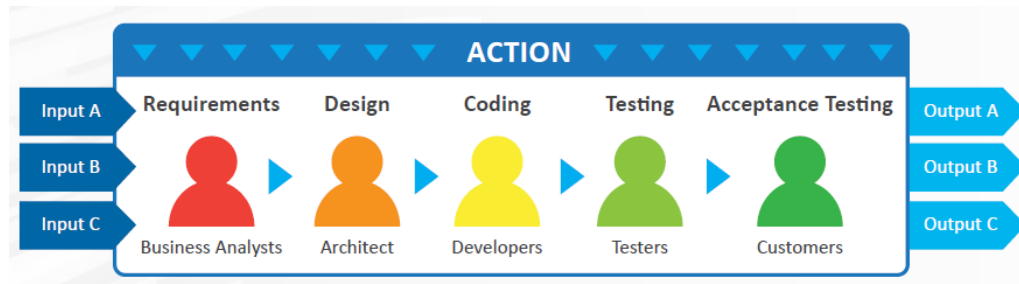 ACTION
Requirements
Design
Coding
Testing
Acceptance Testing
Input A
Input B
Input C
Business Analysts
Architect
Developers
Testers
Customers
Output A
Output B
Output C